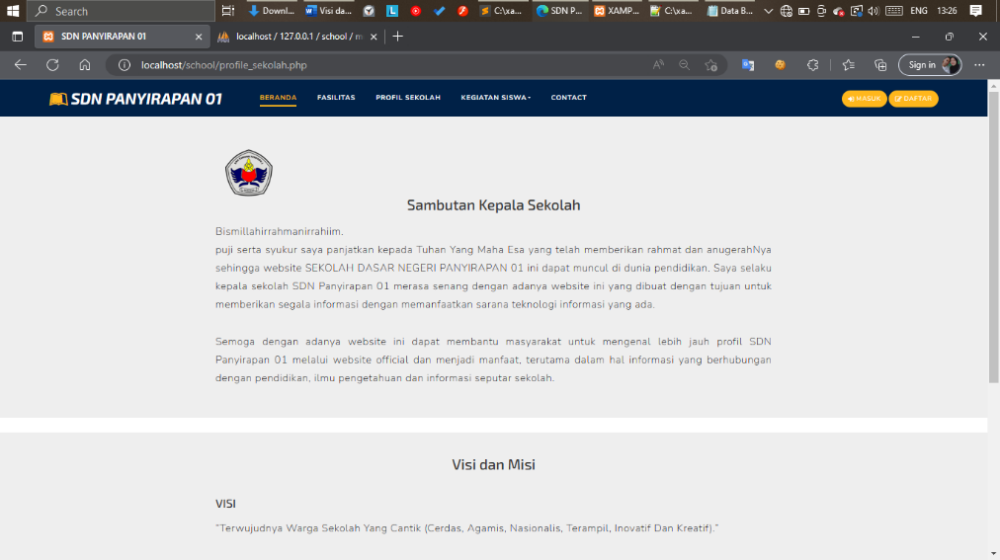 Search
Downl...
Visi da...
C:\xa...
SDN P...
XAMP...
C:\xa...
Data B...
ENG
13:26
SDN PANYIRAPAN 01
localhost / 127.0.0.1 / school / m
localhost/school/profile_sekolah.php
Sign in
SDN PANYIRAPAN 01
BERANDA
FASILITAS
PROFIL SEKOLAH
KEGIATAN SISWA
CONTACT
MASUK
DAFTAR
Sambutan Kepala Sekolah
Bismillahirrahmanirrahiim.
puji serta syukur saya panjatkan kepada Tuhan Yang Maha Esa yang telah memberikan rahmat dan anugerahNya
sehingga website SEKOLAH DASAR NEGERI PANYIRAPAN 01 ini dapat muncul di dunia pendidikan. Saya selaku
kepala sekolah SDN Panyirapan 01 merasa senang dengan adanya website ini yang dibuat dengan tujuan untuk
memberikan segala informasi dengan memanfaatkan sarana teknologi informasi yang ada.
Semoga dengan adanya website ini dapat membantu masyarakat untuk mengenal lebih jauh profil SDN
Panyirapan 01 melalui website official dan menjadi manfaat, terutama dalam hal informasi yang berhubungan
dengan pendidikan, ilmu pengetahuan dan informasi seputar sekolah.
Visi dan Misi
VISI
"Terwujudnya Warga Sekolah Yang Cantik (Cerdas, Agamis, Nasionalis, Terampil, Inovatif Dan Kreatif)."